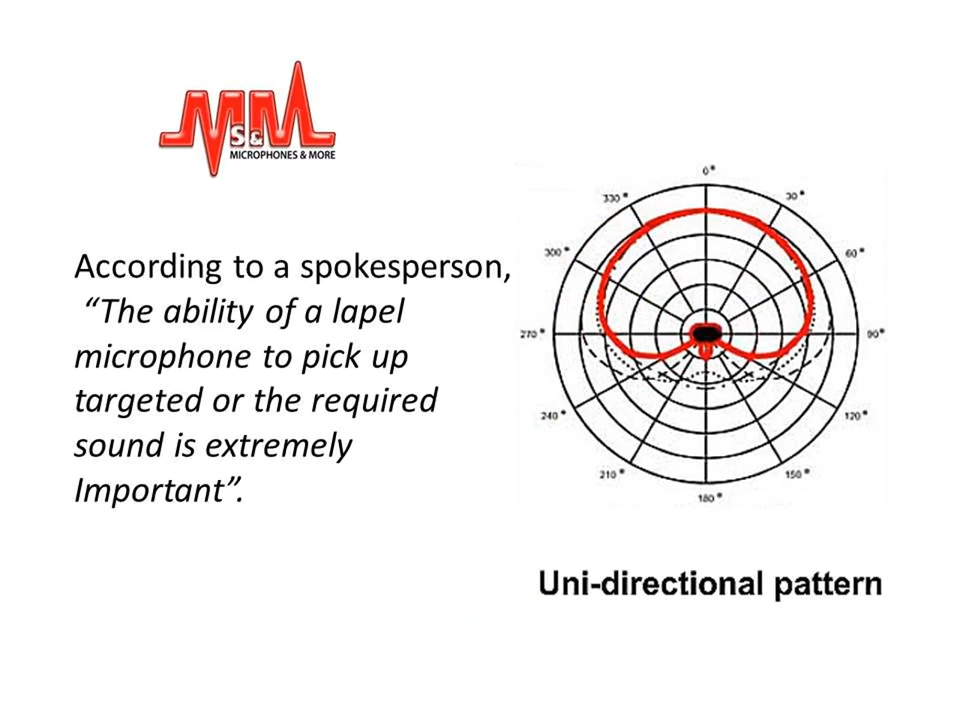 MS&M
MICROPHONES & MORE
According to a spokesperson,
“The ability of a lapel
microphone to pick up
targeted or the required
sound is extremely
Important”.
0°
330°
30°
300°
60°
270°
90°
240°
120°
210°
150°
180°
Uni-directional pattern